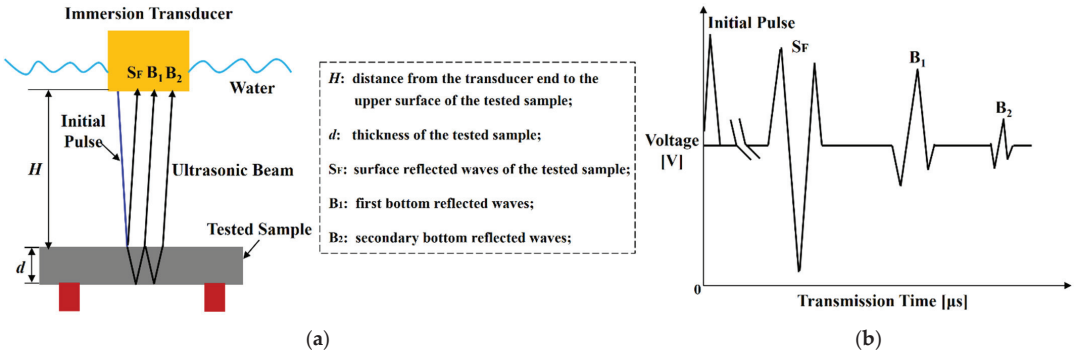 Immersion Transducer
SF B1 B2
Water
Initial
Pulse
H
Ultrasonic Beam
Tested Sample
d
(a)
H: distance from the transducer end to the
upper surface of the tested sample;
d: thickness of the tested sample;
SF: surface reflected waves of the tested sample;
B1: first bottom reflected waves;
B2: secondary bottom reflected waves;
Initial Pulse
SF
B1
B2
Voltage
[V]
0
Transmission Time [μs]
(b)